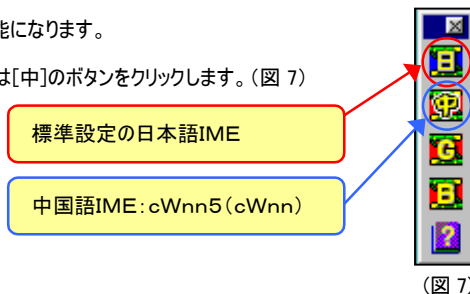 能になります。
は[中]のボタンをクリックします。(図 7)
標準設定の日本語IME
中国語IME:cWnn5(cWnn)
日
中
G
B
?
(図 7)